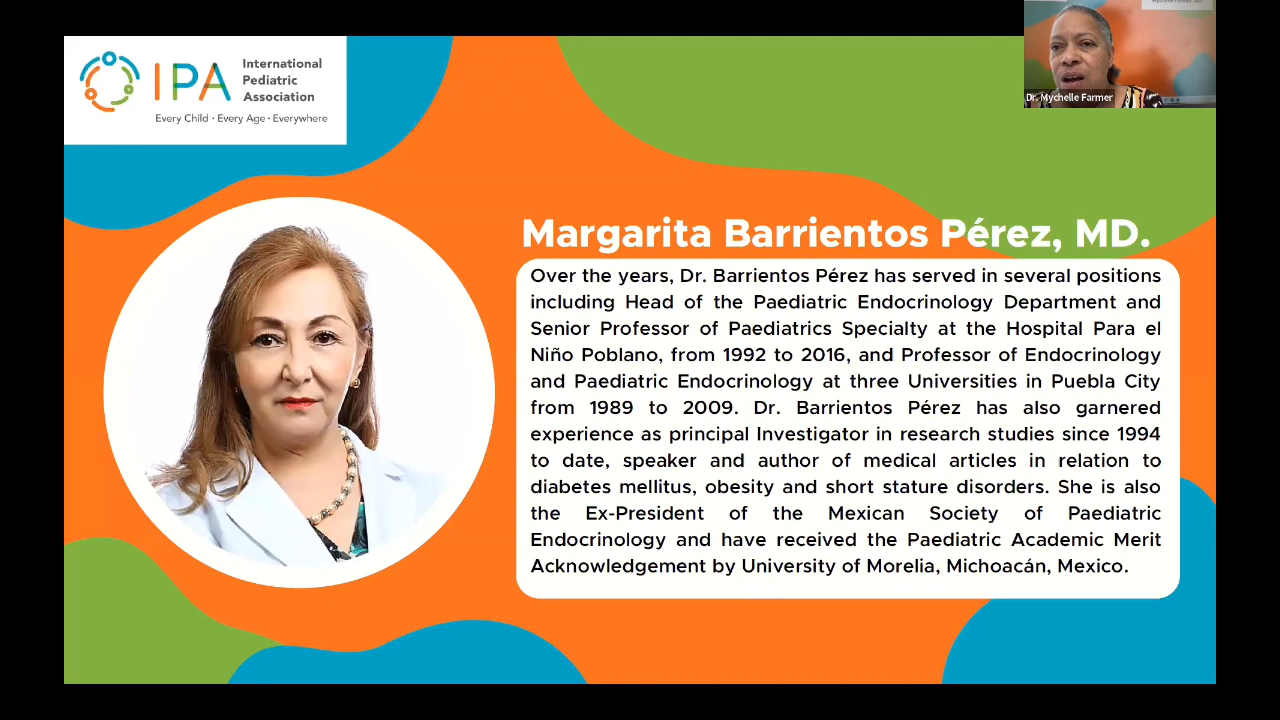 IPA
International
Pediatric
Association
Every Child • Every Age • Everywhere
Dr. Mychelle Farmer
Margarita Barrientos Pérez, MD.
Over the years, Dr. Barrientos Pérez has served in several positions
including Head of the Paediatric Endocrinology Department and
Senior Professor of Paediatrics Specialty at the Hospital Para el
Niño Poblano, from 1992 to 2016, and Professor of Endocrinology
and Paediatric Endocrinology at three Universities in Puebla City
from 1989 to 2009. Dr. Barrientos Pérez has also garnered
experience as principal Investigator in research studies since 1994
to date, speaker and author of medical articles in relation to
diabetes mellitus, obesity and short stature disorders. She is also
the Ex-President of the Mexican Society of Paediatric
Endocrinology and have received the Paediatric Academic Merit
Acknowledgement by University of Morelia, Michoacán, Mexico.